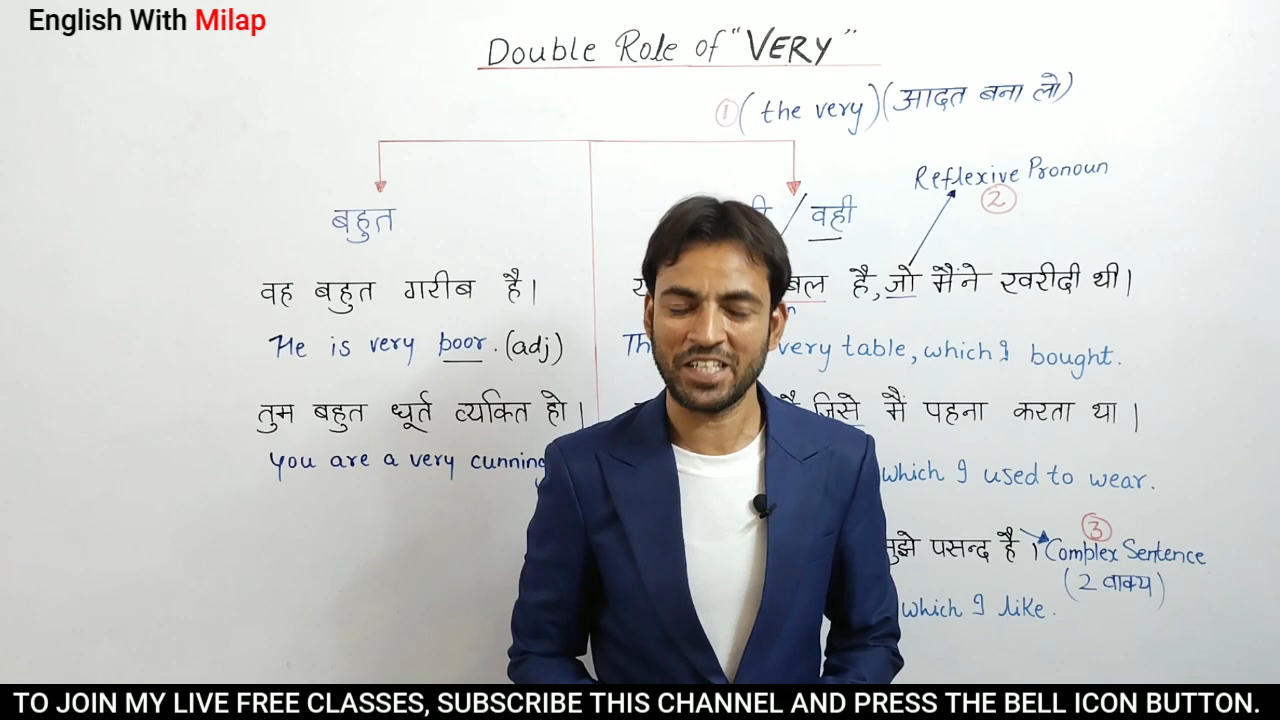 English With Milap
Double Role of "VERY"
① (the very) (आदत बना लो)
Reflexive Pronoun
②
बहुत
/ वही
वह बहुत गरीब है।
है, जो मैंने खरीदी थी।
He is very poor. (adj)
very table, which I bought.
तुम बहुत धूर्त व्यक्ति हो।
जिसे मैं पहना करता था।
You are a very cunning
which I used to wear.
③
मुझे पसन्द है।
Complex Sentence
(2 वाक्य)
which I like.
TO JOIN MY LIVE FREE CLASSES, SUBSCRIBE THIS CHANNEL AND PRESS THE BELL ICON BUTTON.